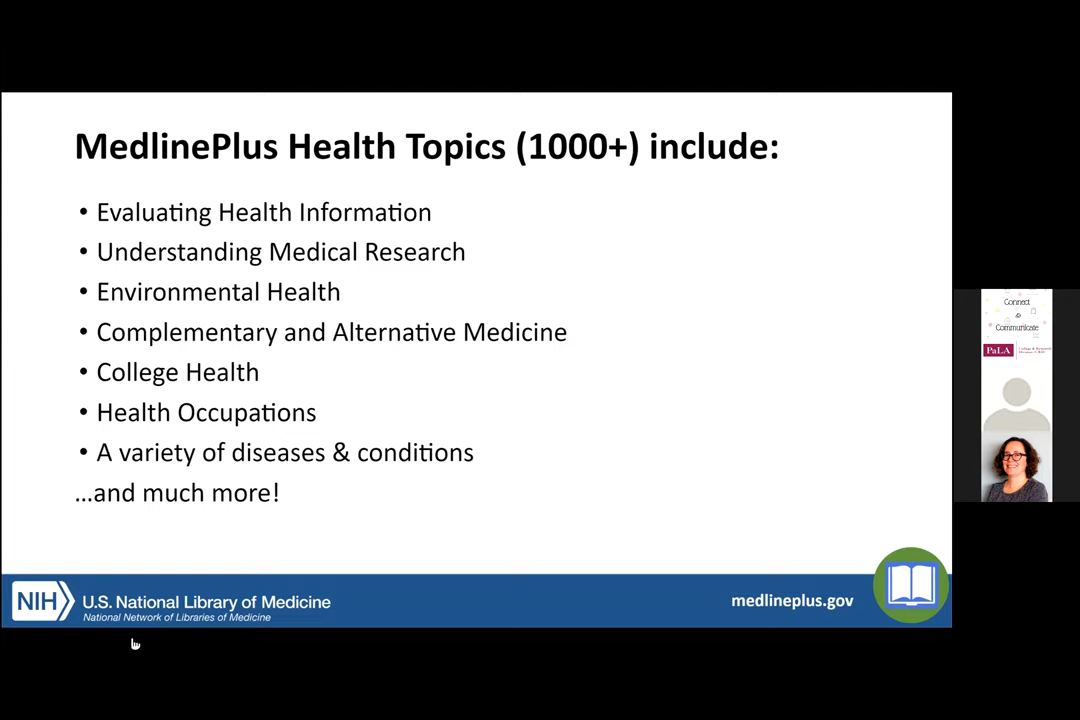 MedlinePlus Health Topics (1000+) include:
• Evaluating Health Information
• Understanding Medical Research
• Environmental Health
• Complementary and Alternative Medicine
• College Health
• Health Occupations
• A variety of diseases & conditions
...and much more!
NIH
U.S. National Library of Medicine
National Network of Libraries of Medicine
medlineplus.gov
Connect
Communicate
PaLA
College & Research